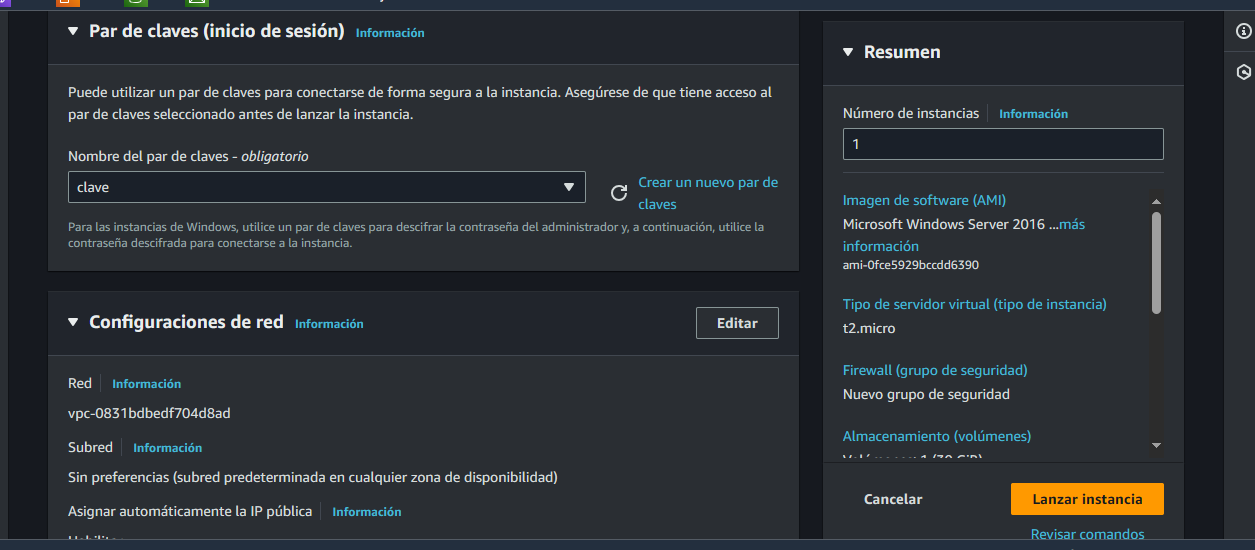 Par de claves (inicio de sesión) Información
Puede utilizar un par de claves para conectarse de forma segura a la instancia. Asegúrese de que tiene acceso al
par de claves seleccionado antes de lanzar la instancia.
Nombre del par de claves - obligatorio
clave
Crear un nuevo par de
claves
Para las instancias de Windows, utilice un par de claves para descifrar la contraseña del administrador y, a continuación, utilice la
contraseña descifrada para conectarse a la instancia.
Configuraciones de red Información
Editar
Red Información
vpc-0831bdbedf704d8ad
Subred Información
Sin preferencias (subred predeterminada en cualquier zona de disponibilidad)
Asignar automáticamente la IP pública Información
Resumen
Número de instancias Información
1
Imagen de software (AMI)
Microsoft Windows Server 2016 ...más
información
ami-0fce5929bccdd6390
Tipo de servidor virtual (tipo de instancia)
t2.micro
Firewall (grupo de seguridad)
Nuevo grupo de seguridad
Almacenamiento (volúmenes)
Cancelar
Lanzar instancia
Revisar comandos